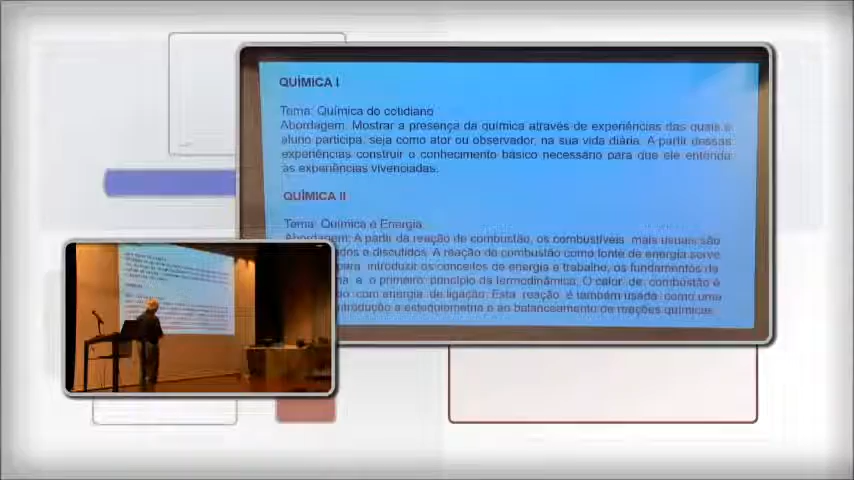 QUÍMICA I
Tema: Química do cotidiano
Abordagem: Mostrar a presença da química através de experiências das quais o
aluno participa, seja como ator ou observador, na sua vida diária. A partir dessas
experiências construir o conhecimento básico necessário para que ele entenda
as experiências vivenciadas.
QUÍMICA II
Tema: Química e Energia
Abordagem: A partir da reação de combustão, os combustíveis mais usuais são
e discutidos. A reação de combustão como fonte de energia serve
para introduzir os conceitos de energia e trabalho, os fundamentos da
e o primeiro princípio da termodinâmica. O calor de combustão é
com energia de ligação. Esta reação é também usada como uma
introdução a estequiometria e ao balanceamento de reações químicas.